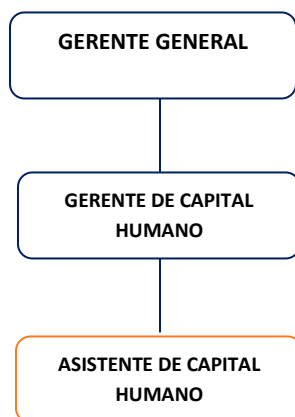 GERENTE GENERAL
GERENTE DE CAPITAL
HUMANO
ASISTENTE DE CAPITAL
HUMANO